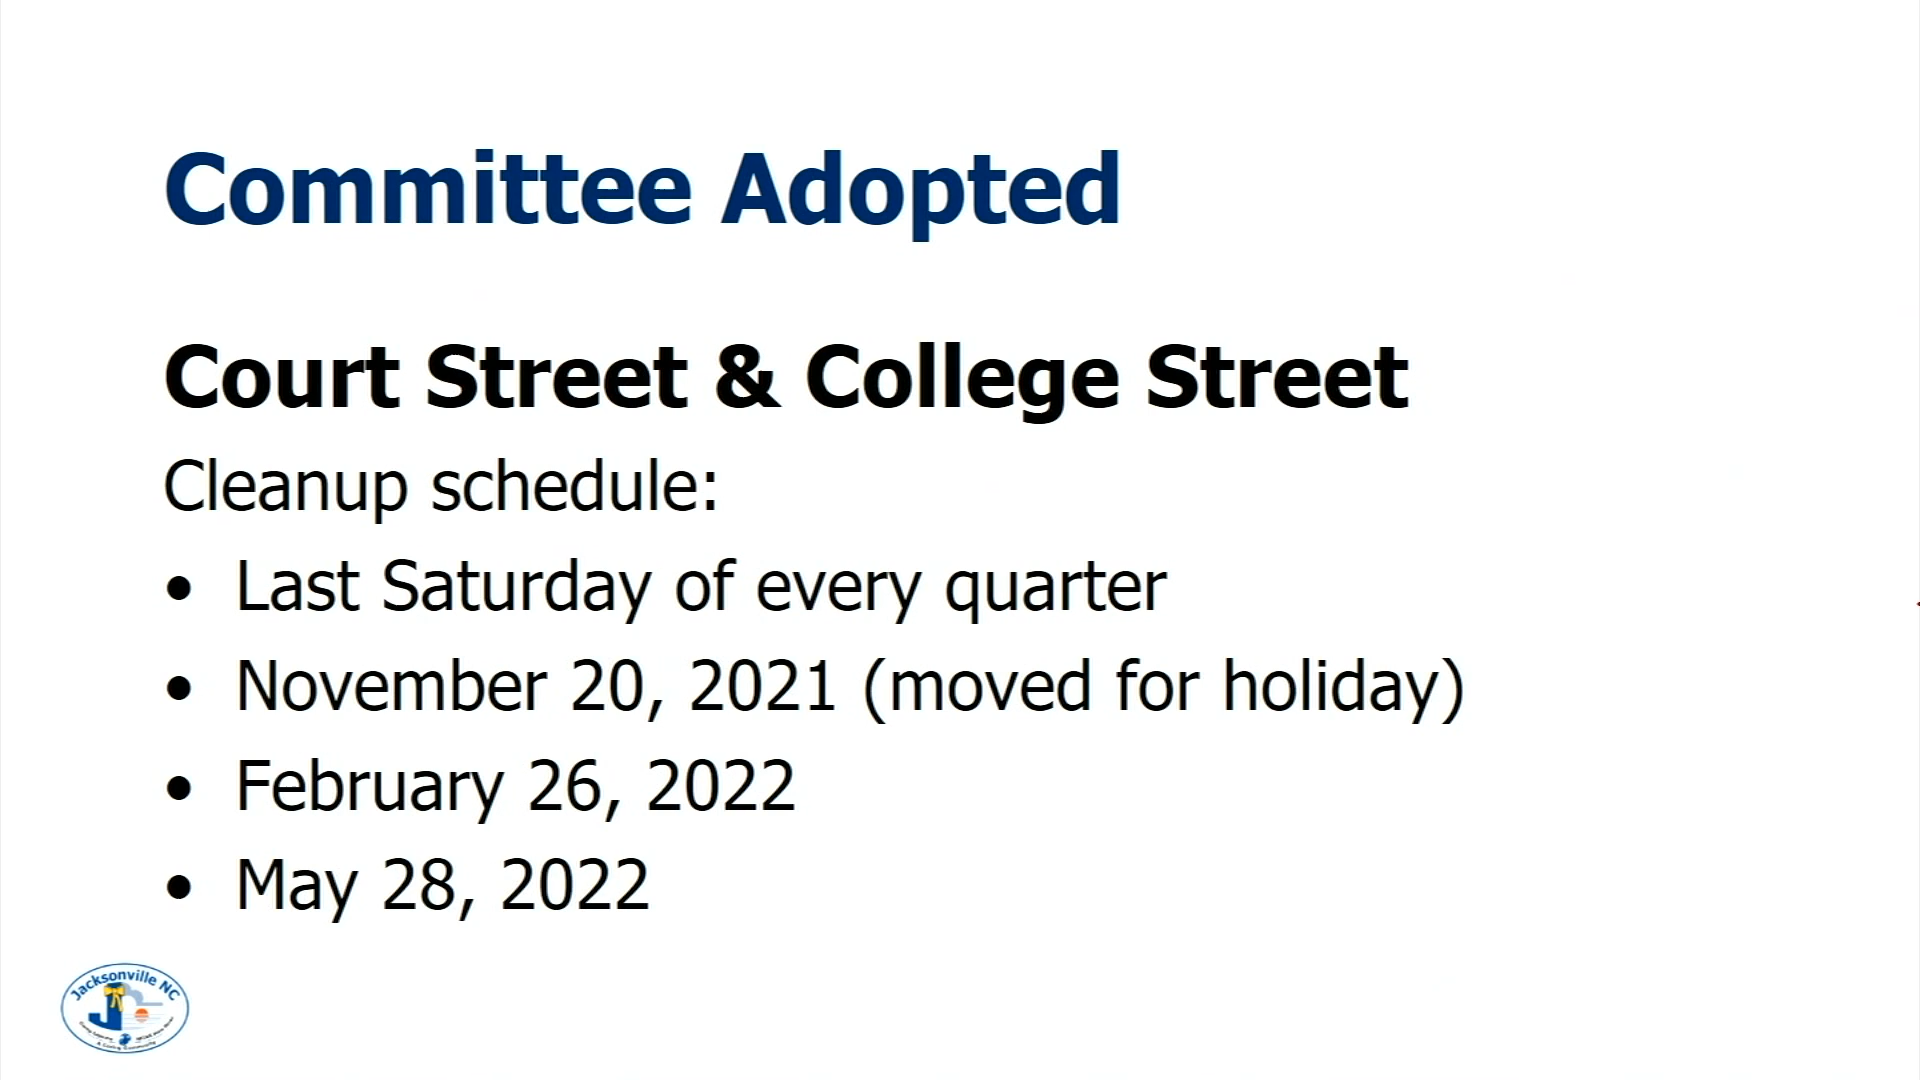 Committee Adopted
Court Street & College Street
Cleanup schedule:
• Last Saturday of every quarter
• November 20, 2021 (moved for holiday)
• February 26, 2022
• May 28, 2022
Jacksonville NC